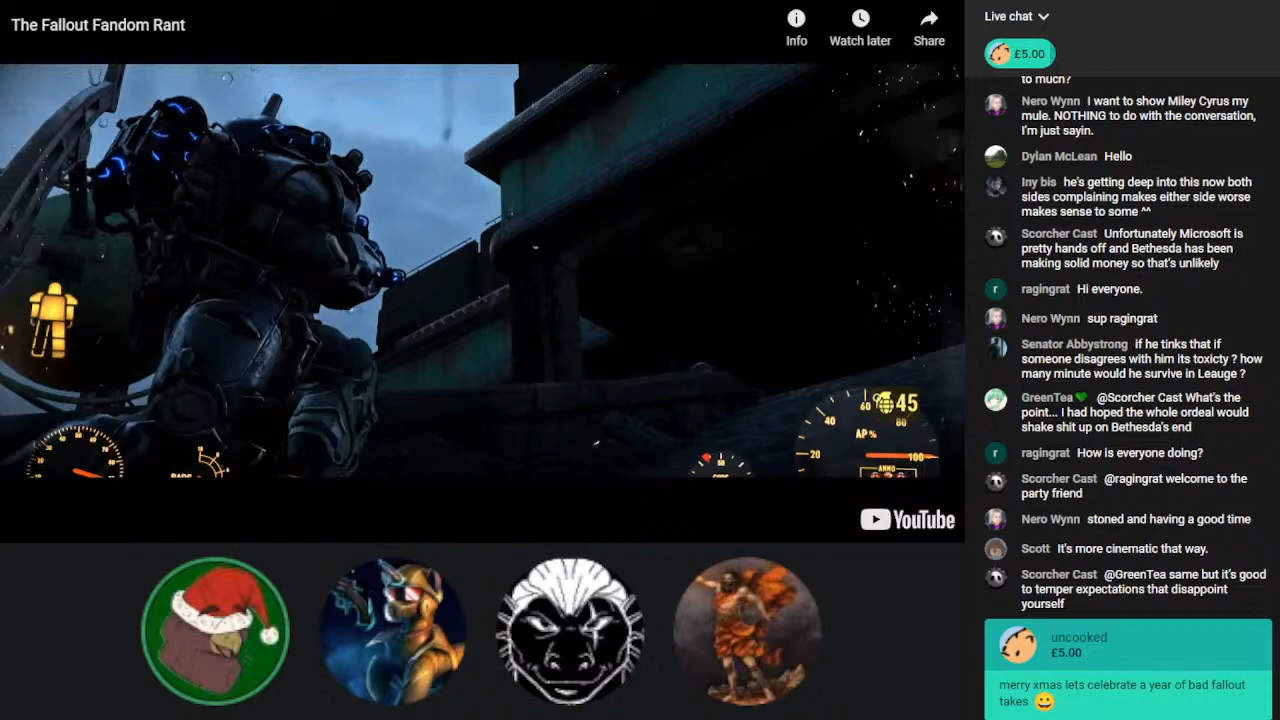 The Fallout Fandom Rant
Info
Watch later
Share
Live chat
£5.00
to much?
Nero Wynn I want to show Miley Cyrus my
mule. NOTHING to do with the conversation,
I'm just sayin.
Dylan McLean Hello
Iny bis he's getting deep into this now both
sides complaining makes either side worse
makes sense to some ^^
Scorcher Cast Unfortunately Microsoft is
pretty hands off and Bethesda has been
making solid money so that's unlikely
r ragingrat Hi everyone.
Nero Wynn sup ragingrat
Senator Abbystrong if he tinks that if
someone disagrees with him its toxicty ? how
many minute would he survive in Leauge ?
GreenTea💚 @Scorcher Cast What's the
point... I had hoped the whole ordeal would
shake shit up on Bethesda's end
r ragingrat How is everyone doing?
Scorcher Cast @ragingrat welcome to the
party friend
Nero Wynn stoned and having a good time
Scott It's more cinematic that way.
Scorcher Cast @GreenTea same but it's good
to temper expectations that disappoint
yourself
uncooked
£5.00
merry xmas lets celebrate a year of bad fallout
takes 😀
45
60
80
40
AP%
20
100
AMMO
50
RADS
YouTube